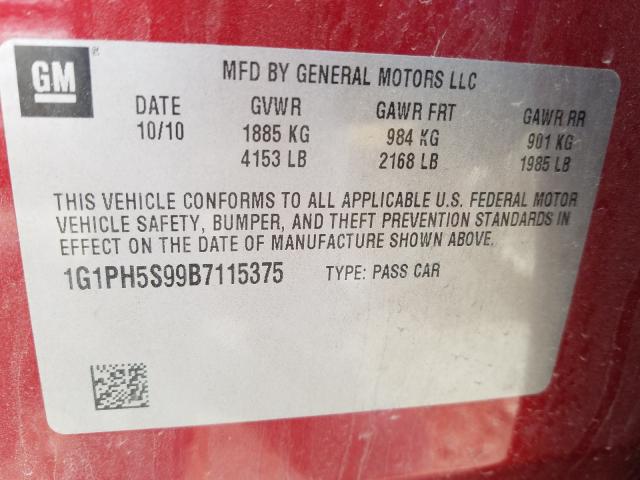 GM ®
MFD BY GENERAL MOTORS LLC
DATE GVWR GAWR FRT GAWR RR
10/10 1885 KG 984 KG 901 KG
4153 LB 2168 LB 1985 LB
THIS VEHICLE CONFORMS TO ALL APPLICABLE U.S. FEDERAL MOTOR
VEHICLE SAFETY, BUMPER, AND THEFT PREVENTION STANDARDS IN
EFFECT ON THE DATE OF MANUFACTURE SHOWN ABOVE.
1G1PH5S99B7115375 TYPE: PASS CAR